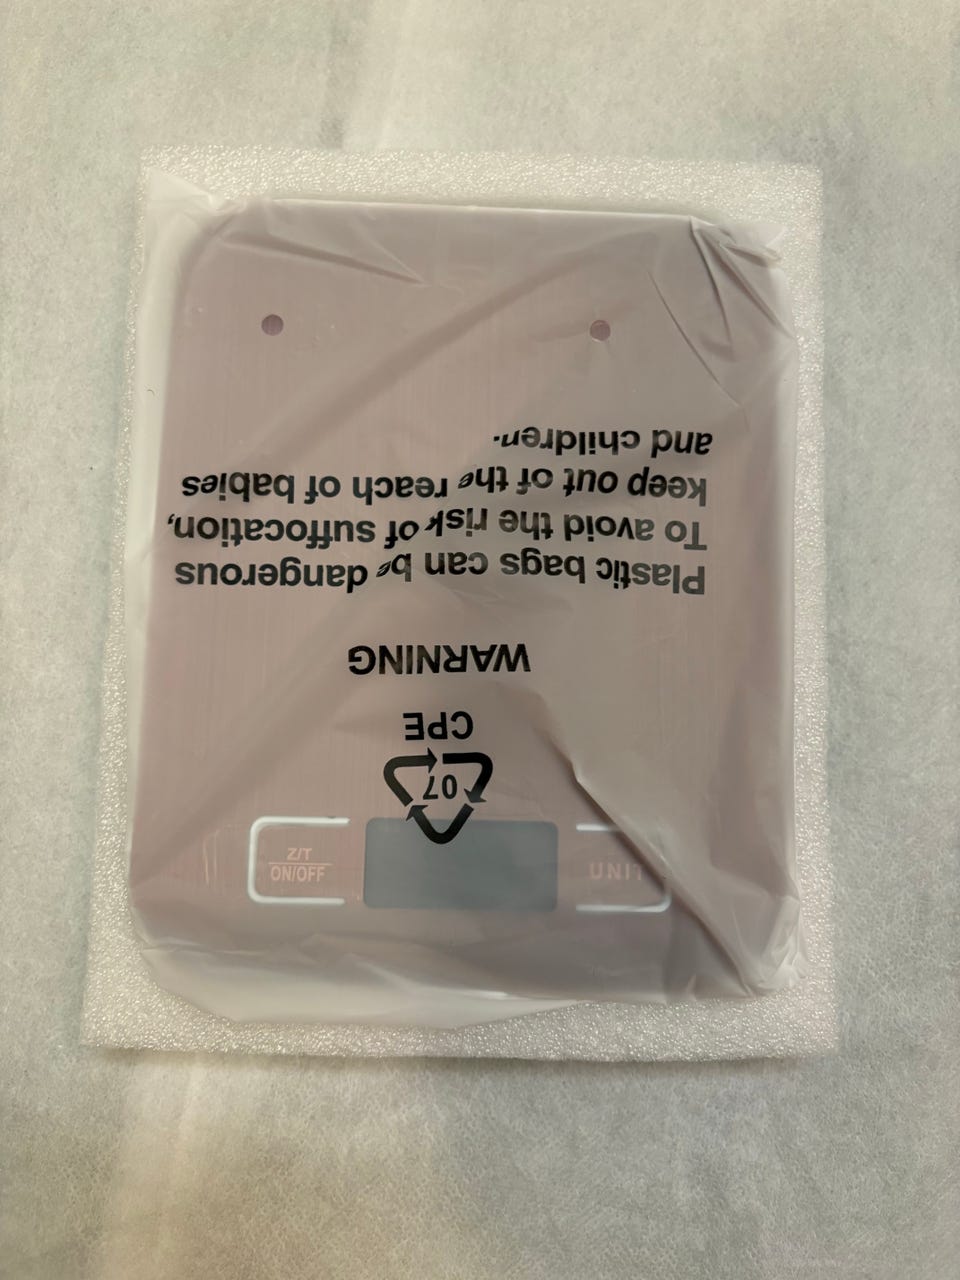 07
CPE
WARNING
Plastic bags can be dangerous
To avoid the risk of suffocation,
keep out of the reach of babies
and children.
Z/T
ON/OFF
UNIT